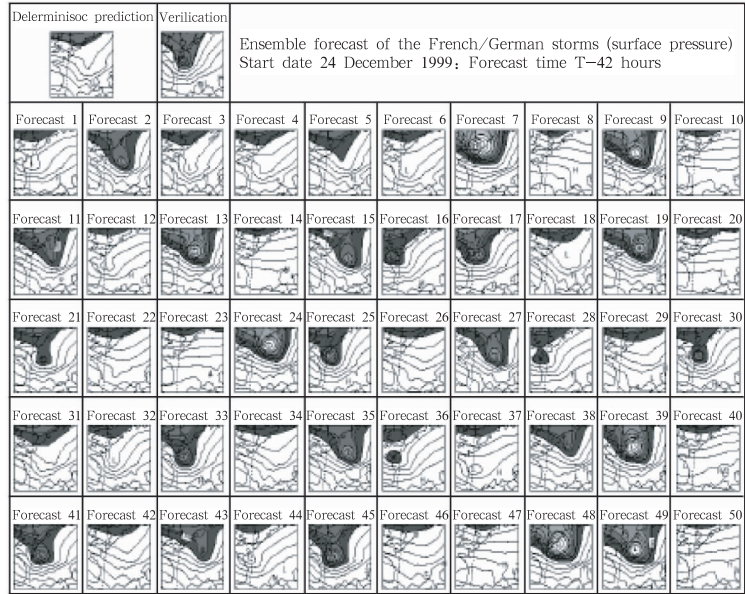 Delerminisoc prediction
Verilication
Ensemble forecast of the French/German storms (surface pressure)
Start date 24 December 1999: Forecast time T−42 hours
Forecast 1 Forecast 2 Forecast 3 Forecast 4 Forecast 5 Forecast 6 Forecast 7 Forecast 8 Forecast 9 Forecast 10
Forecast 11 Forecast 12 Forecast 13 Forecast 14 Forecast 15 Forecast 16 Forecast 17 Forecast 18 Forecast 19 Forecast 20
Forecast 21 Forecast 22 Forecast 23 Forecast 24 Forecast 25 Forecast 26 Forecast 27 Forecast 28 Forecast 29 Forecast 30
Forecast 31 Forecast 32 Forecast 33 Forecast 34 Forecast 35 Forecast 36 Forecast 37 Forecast 38 Forecast 39 Forecast 40
Forecast 41 Forecast 42 Forecast 43 Forecast 44 Forecast 45 Forecast 46 Forecast 47 Forecast 48 Forecast 49 Forecast 50